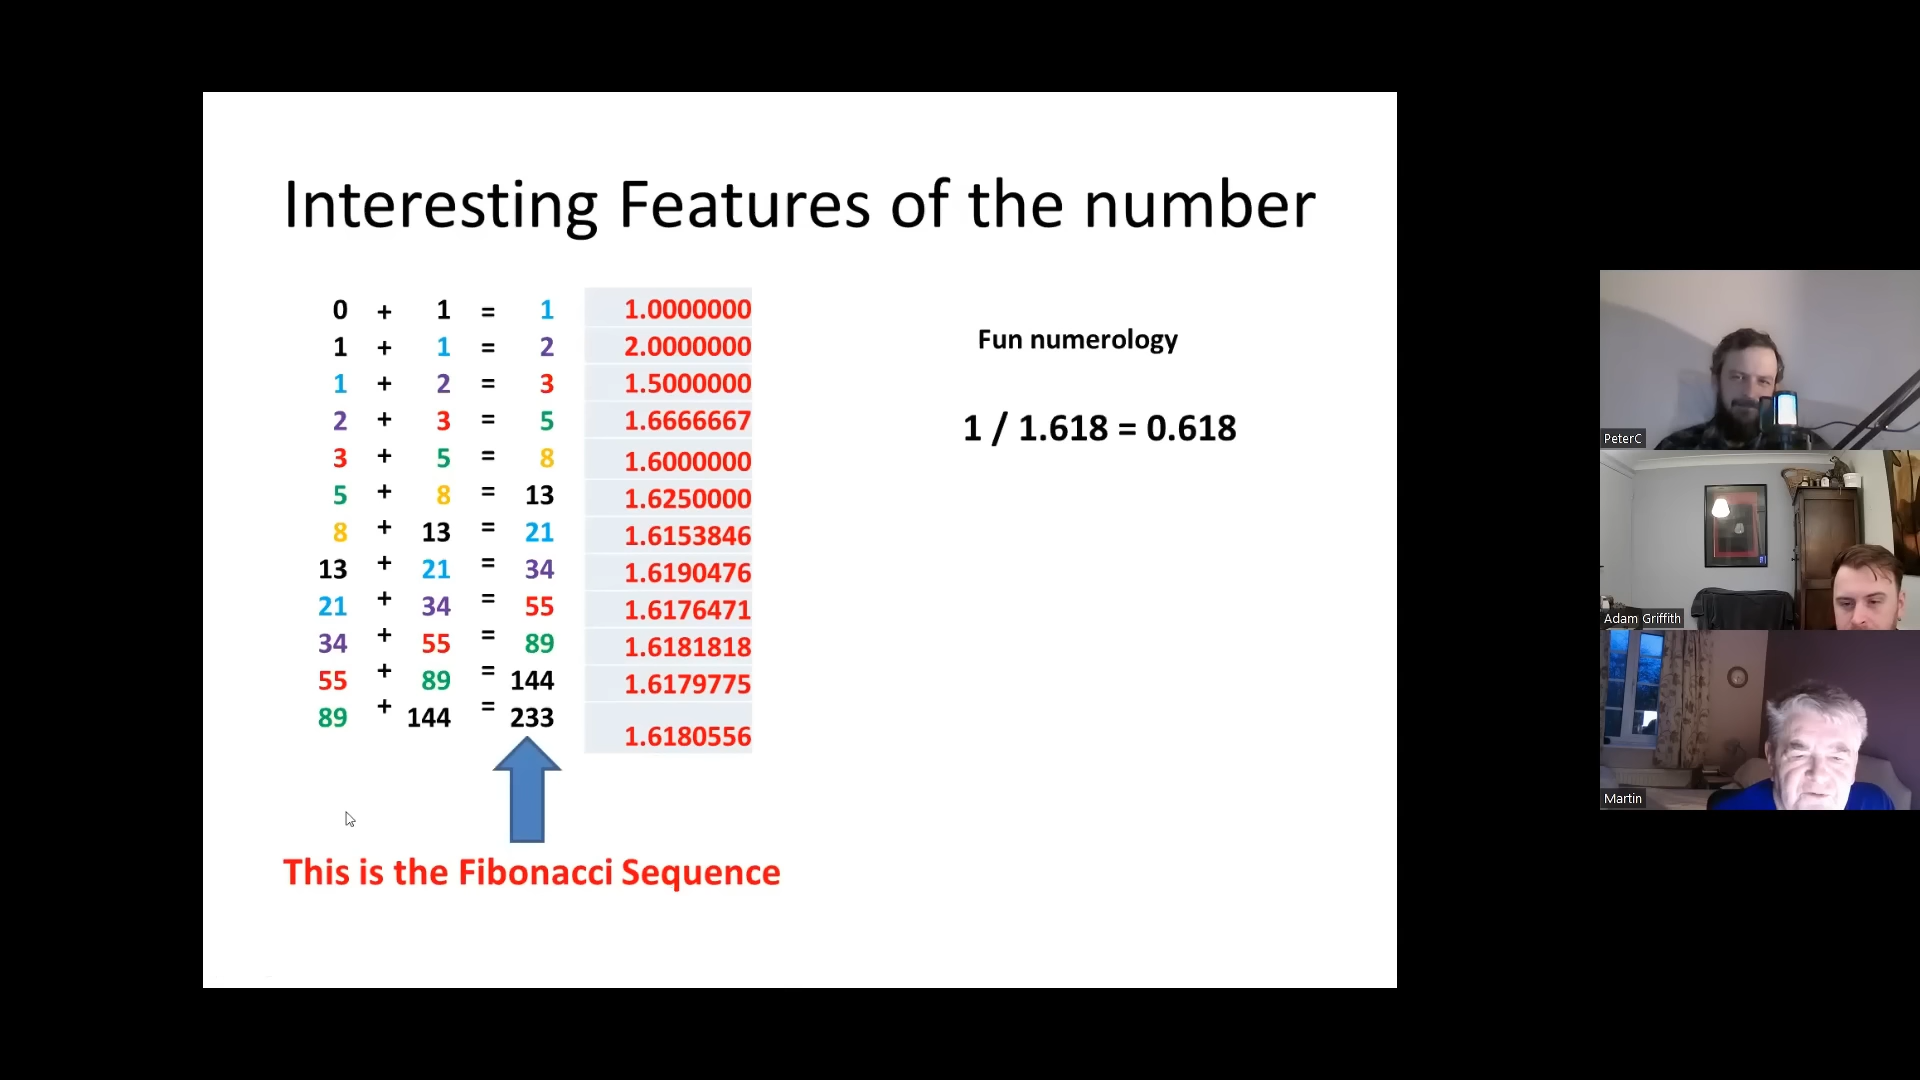 Interesting Features of the number
0 + 1 = 1 1.0000000
1 + 1 = 2 2.0000000
1 + 2 = 3 1.5000000
2 + 3 = 5 1.6666667
3 + 5 = 8 1.6000000
5 + 8 = 13 1.6250000
8 + 13 = 21 1.6153846
13 + 21 = 34 1.6190476
21 + 34 = 55 1.6176471
34 + 55 = 89 1.6181818
55 + 89 = 144 1.6179775
89 + 144 = 233 1.6180556
This is the Fibonacci Sequence
Fun numerology
1 / 1.618 = 0.618
PeterC
Adam Griffith
Martin